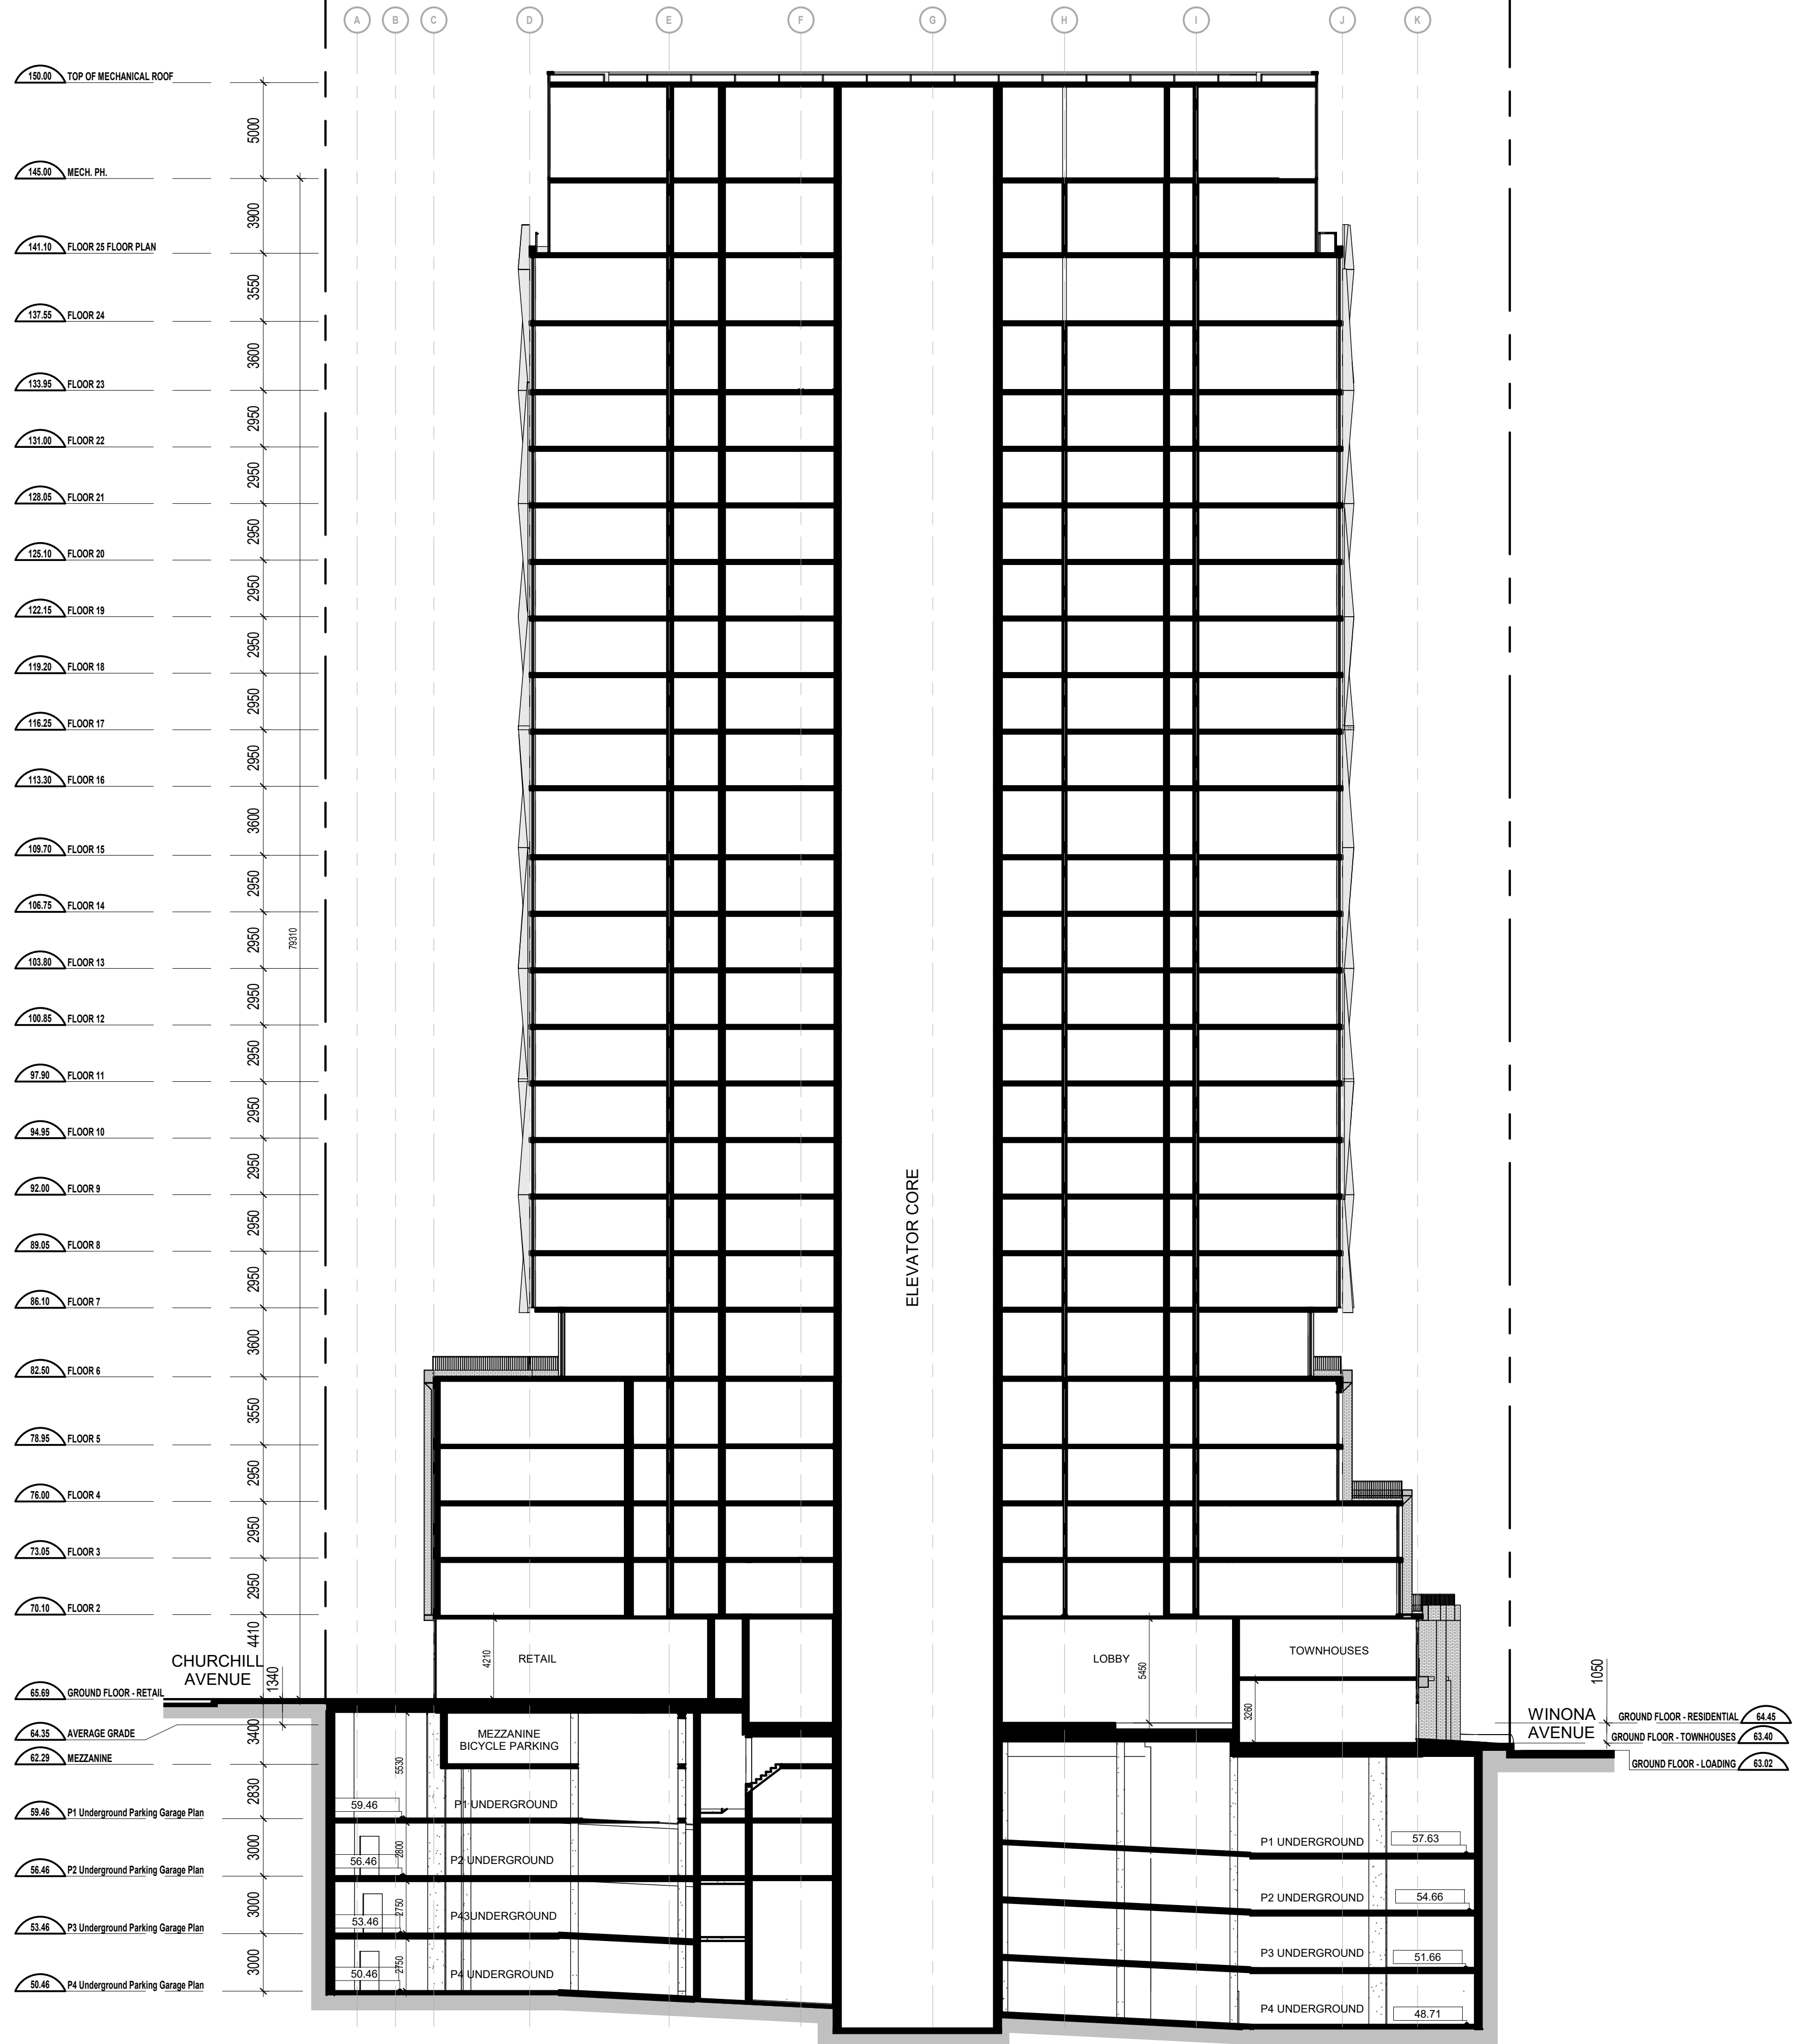 A B C D E F G H I J K
150.00 TOP OF MECHANICAL ROOF
5000
145.00 MECH. PH.
3900
141.10 FLOOR 25 FLOOR PLAN
3550
137.55 FLOOR 24
3600
133.95 FLOOR 23
2950
131.00 FLOOR 22
2950
128.05 FLOOR 21
2950
125.10 FLOOR 20
2950
122.15 FLOOR 19
2950
119.20 FLOOR 18
2950
116.25 FLOOR 17
2950
113.30 FLOOR 16
3600
109.70 FLOOR 15
2950
106.75 FLOOR 14
2950
79310
103.80 FLOOR 13
2950
100.85 FLOOR 12
2950
97.90 FLOOR 11
2950
94.95 FLOOR 10
2950
92.00 FLOOR 9
2950
89.05 FLOOR 8
2950
86.10 FLOOR 7
3600
82.50 FLOOR 6
3550
78.95 FLOOR 5
2950
76.00 FLOOR 4
2950
73.05 FLOOR 3
2950
70.10 FLOOR 2
4410
ELEVATOR CORE
CHURCHILL
AVENUE
1340
4210
RETAIL
LOBBY
5450
TOWNHOUSES
3260
1050
65.69 GROUND FLOOR - RETAIL
WINONA
AVENUE
GROUND FLOOR - RESIDENTIAL 64.45
GROUND FLOOR - TOWNHOUSES 63.40
GROUND FLOOR - LOADING 63.02
64.35 AVERAGE GRADE
3400
MEZZANINE
BICYCLE PARKING
62.29 MEZZANINE
5530
2830
59.46 P1 Underground Parking Garage Plan
59.46
P1 UNDERGROUND
P1 UNDERGROUND
57.63
3000
2800
56.46 P2 Underground Parking Garage Plan
56.46
P2 UNDERGROUND
P2 UNDERGROUND
54.66
3000
2750
53.46 P3 Underground Parking Garage Plan
53.46
P43UNDERGROUND
P3 UNDERGROUND
51.66
3000
2750
50.46 P4 Underground Parking Garage Plan
50.46
P4 UNDERGROUND
P4 UNDERGROUND
48.71